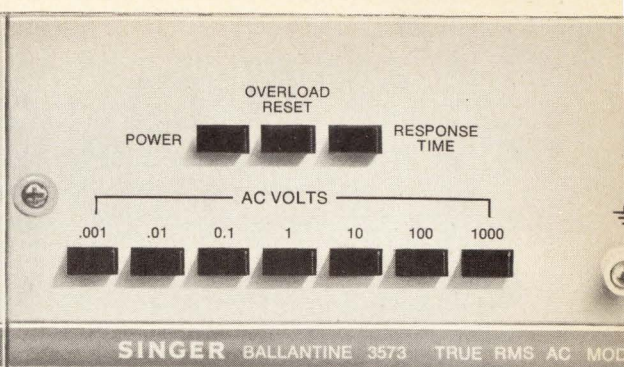 OVERLOAD
RESET
POWER
RESPONSE
TIME
AC VOLTS
.001 .01 0.1 1 10 100 1000
SINGER BALLANTINE 3573 TRUE RMS AC MOD